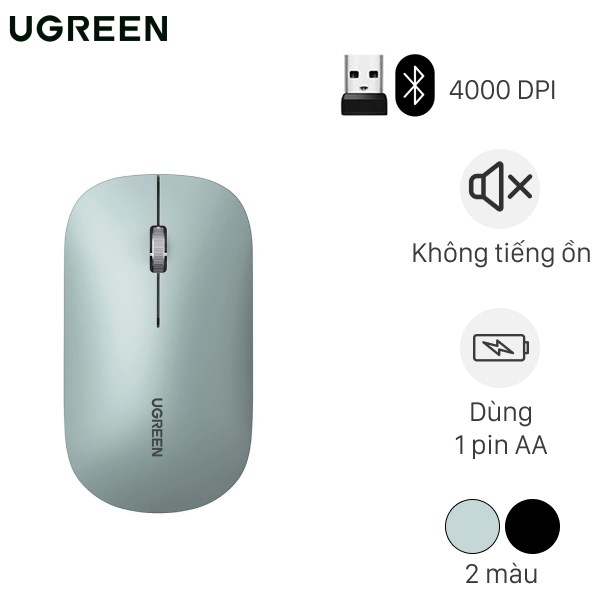 UGREEN
4000 DPI
Không tiếng ồn
UGREEN
Dùng
1 pin AA
2 màu